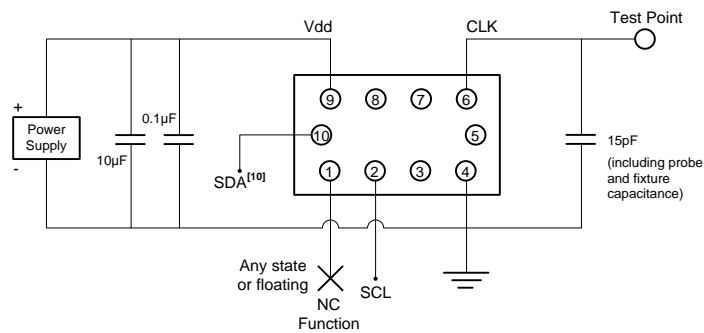 Test Point
Vdd
CLK
9
8
7
6
+
Power
Supply
-
10µF
0.1µF
10
5
15pF
(including probe
and fixture
capacitance)
SDA[10]
1
2
3
4
Any state
or floating
NC
Function
SCL